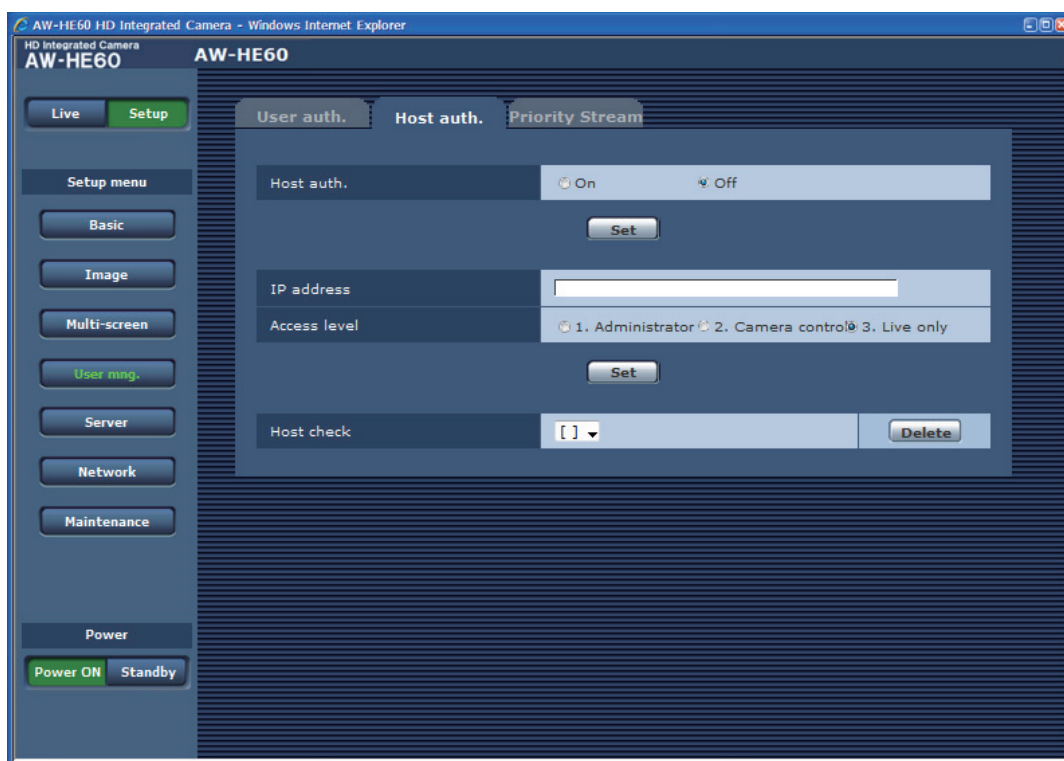 AW-HE60 HD Integrated Camera - Windows Internet Explorer
HD Integrated Camera
AW-HE60
AW-HE60
Live Setup
Setup menu
Basic
Image
Multi-screen
User mng.
Server
Network
Maintenance
Power
Power ON Standby
User auth. Host auth. Priority Stream
Host auth. On Off
Set
IP address
Access level 1. Administrator 2. Camera control 3. Live only
Set
Host check [ ] Delete